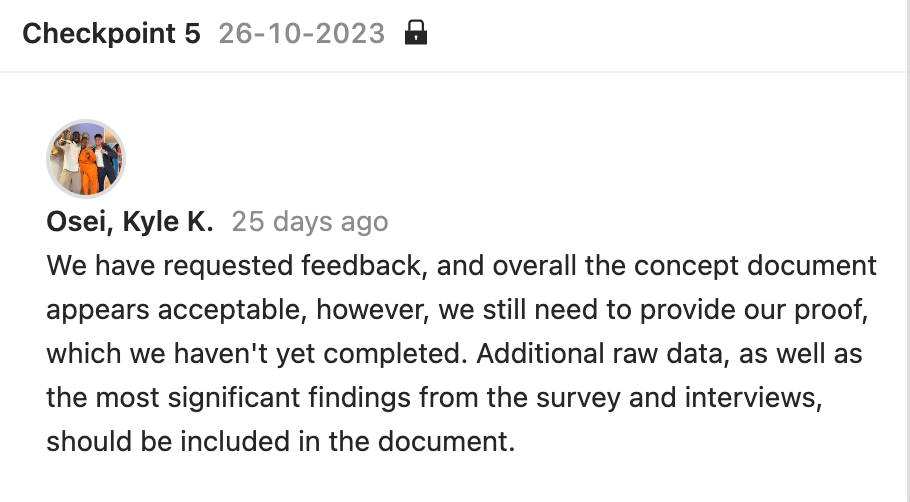 Checkpoint 5 26-10-2023
Osei, Kyle K. 25 days ago
We have requested feedback, and overall the concept document
appears acceptable, however, we still need to provide our proof,
which we haven't yet completed. Additional raw data, as well as
the most significant findings from the survey and interviews,
should be included in the document.